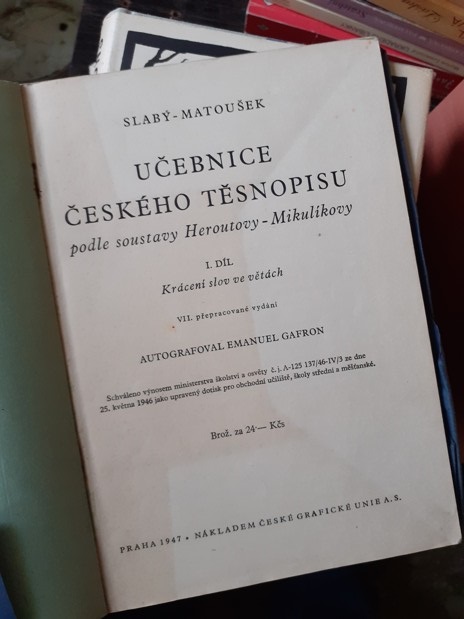 SLABÝ-MATOUŠEK
UČEBNICE
ČESKÉHO TĚSNOPISU
podle soustavy Heroutovy-Mikulíkovy
I. DÍL
Krácení slov ve větách
VII. přepracované vydání
AUTOGRAFOVAL EMANUEL GAFRON
Schváleno výnosem ministerstva školství a osvěty č. j. A-125 137/46-IV/3 ze dne
25. května 1946 jako upravený dotisk pro obchodní učiliště, školy střední a měšťanské.
Brož. za 24·— Kčs
PRAHA 1947 • NÁKLADEM ČESKÉ GRAFICKÉ UNIE A. S.